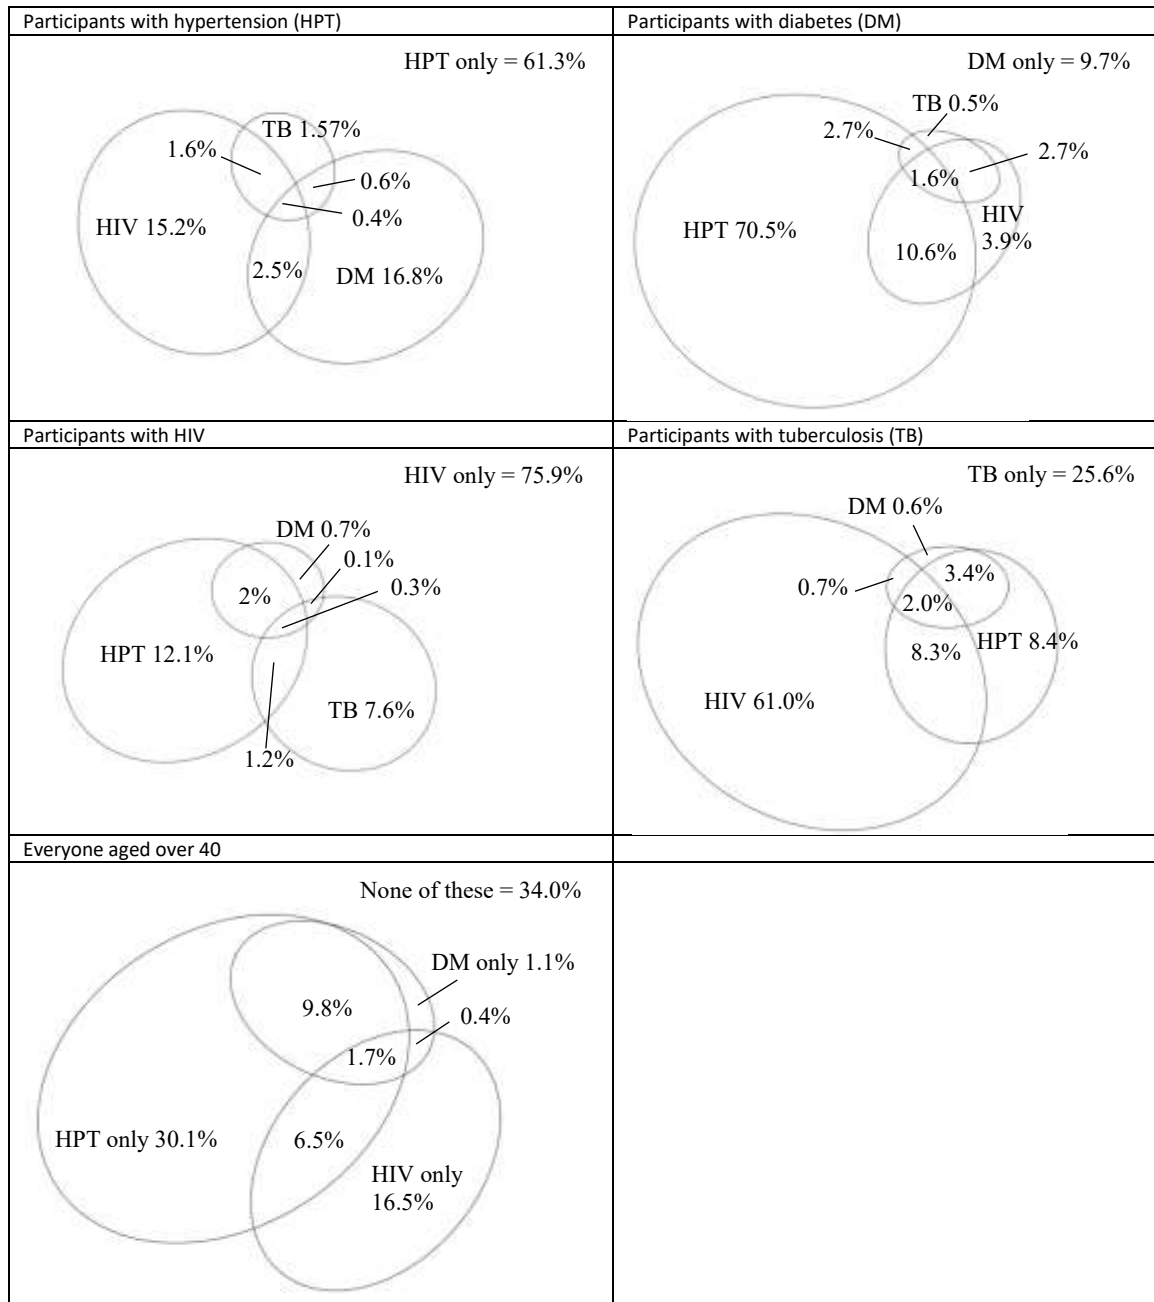 Participants with hypertension (HPT)
HPT only = 61.3%
TB 1.57%
1.6%
0.6%
0.4%
HIV 15.2%
2.5%
DM 16.8%
Participants with diabetes (DM)
DM only = 9.7%
TB 0.5%
2.7%
2.7%
1.6%
HPT 70.5%
HIV
3.9%
10.6%
Participants with HIV
HIV only = 75.9%
DM 0.7%
0.1%
0.3%
2%
HPT 12.1%
TB 7.6%
1.2%
Participants with tuberculosis (TB)
TB only = 25.6%
DM 0.6%
3.4%
0.7%
2.0%
HPT 8.4%
8.3%
HIV 61.0%
Everyone aged over 40
None of these = 34.0%
DM only 1.1%
9.8%
0.4%
1.7%
HPT only 30.1%
6.5%
HIV only
16.5%